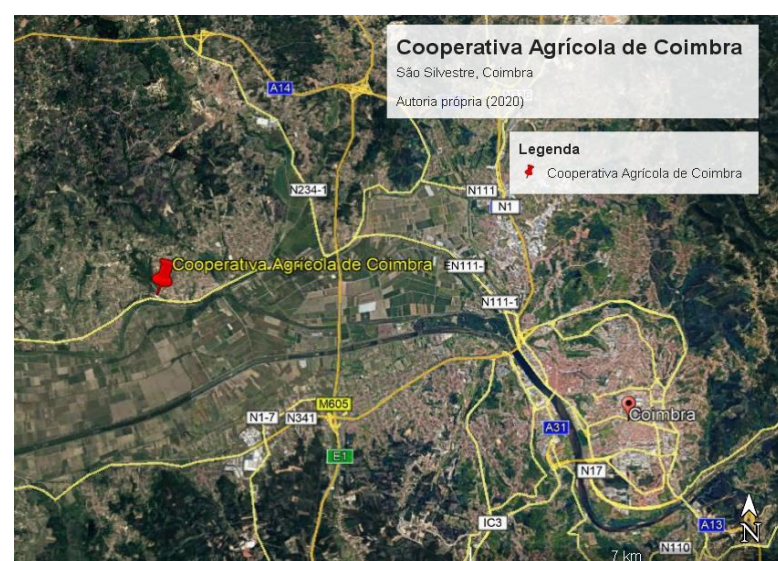 Cooperativa Agrícola de Coimbra
São Silvestre, Coimbra
Autoria própria (2020)
A14
Legenda
Cooperativa Agrícola de Coimbra
N234-1
N111
N1
Cooperativa Agrícola de Coimbra
EN111-
N111-1
M605
N1-7
N341
Coimbra
A31
E1
N17
IC3
A13
N
N110
7 km